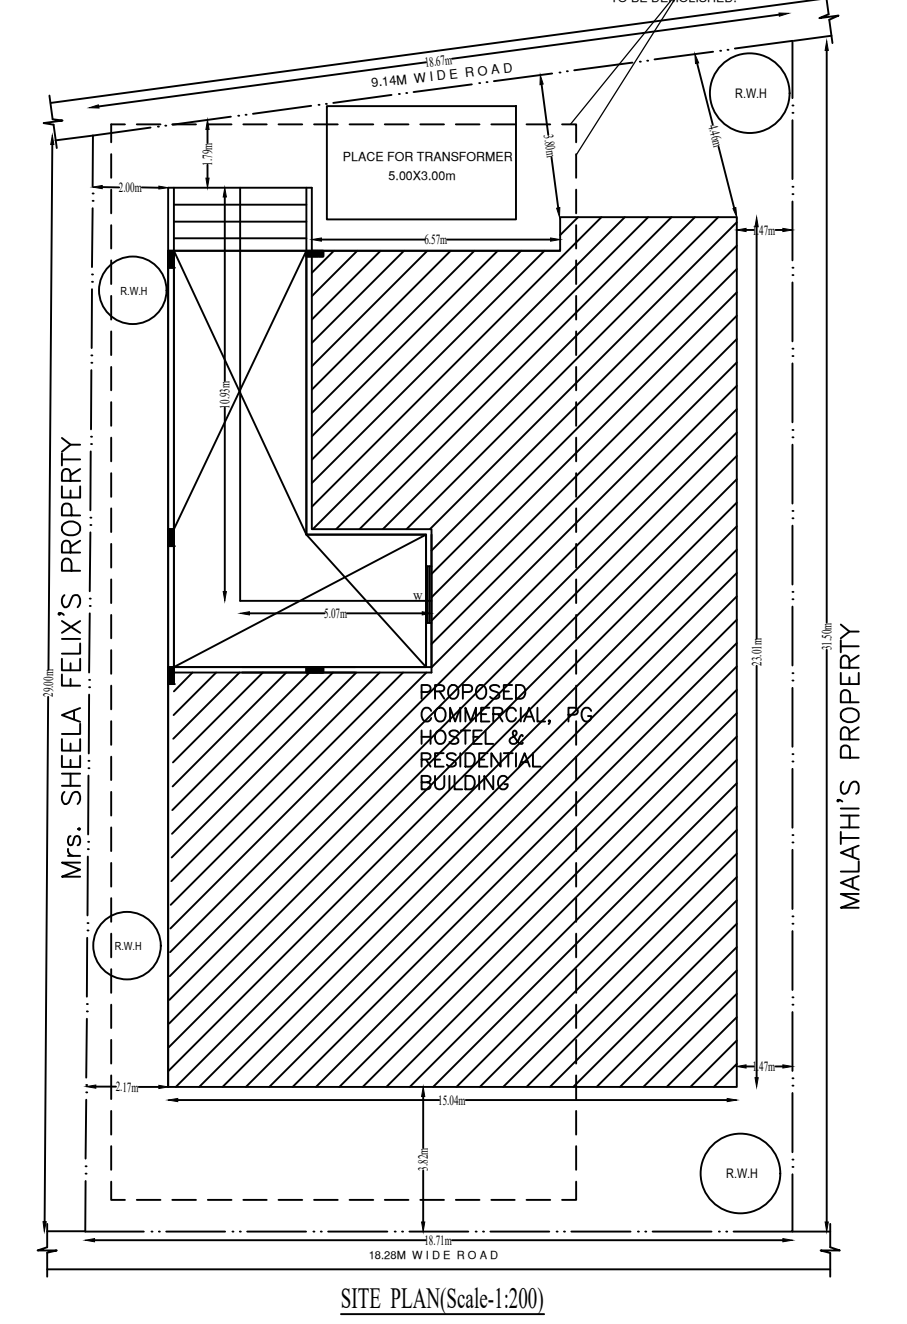 TO BE DEMOLISHED.
18.67m
9.14M WIDE ROAD
R.W.H
1.79m
3.80m
4.46m
PLACE FOR TRANSFORMER
5.00X3.00m
2.00m
6.57m
1.47m
R.W.H
10.93m
W
5.07m
Mrs. SHEELA FELIX'S PROPERTY
29.00m
23.01m
31.50m
MALATHI'S PROPERTY
PROPOSED
COMMERCIAL, PG
HOSTEL &
RESIDENTIAL
BUILDING
R.W.H
2.17m
1.47m
15.04m
3.82m
R.W.H
18.71m
18.28M WIDE ROAD
SITE PLAN(Scale-1:200)